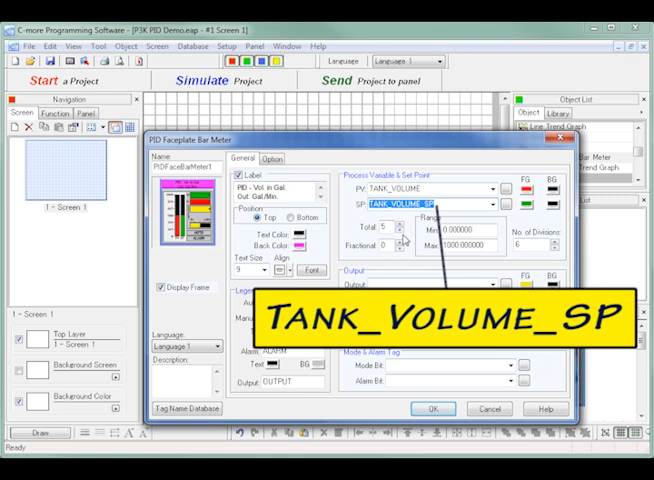 C-more Programming Software - [P3K PID Demo.eap - #1 Screen 1]
File Edit View Database Tool Object Screen Setup Panel Window Help
Language Language 1
Start a Project Simulate Project Send Project to panel
Navigation
Screen Function Panel
1 - Screen 1
Object List
Object Library
Line Trend Graph
Bar Meter
Trend Graph
PID Faceplate Bar Meter
Name:
PIDFaceBarMeter1
Display Frame
Language:
Language 1
Description:
Tag Name Database
General Option
Label
PID - Vol. in Gal.
Out: Gal./Min.
Position
Top Bottom
Text Color:
Back Color:
Text Size Align
9 Font
Legend
Alarm: ALARM
Text BG
Output: OUTPUT
Process Variable & Set Point
FG BG
PV: TANK_VOLUME
SP: TANK_VOLUME_SP
Total: 5
Fractional: 0
Range
Min: 0.000000
Max: 1000.000000
No. of Divisions:
6
Output
FG BG
Output:
TANK_VOLUME_SP
Mode & Alarm Tag
Mode Bit:
Alarm Bit:
OK Cancel Help
1 - Screen 1
Top Layer
1 - Screen 1
Background Screen
Background Color
Draw
Ready